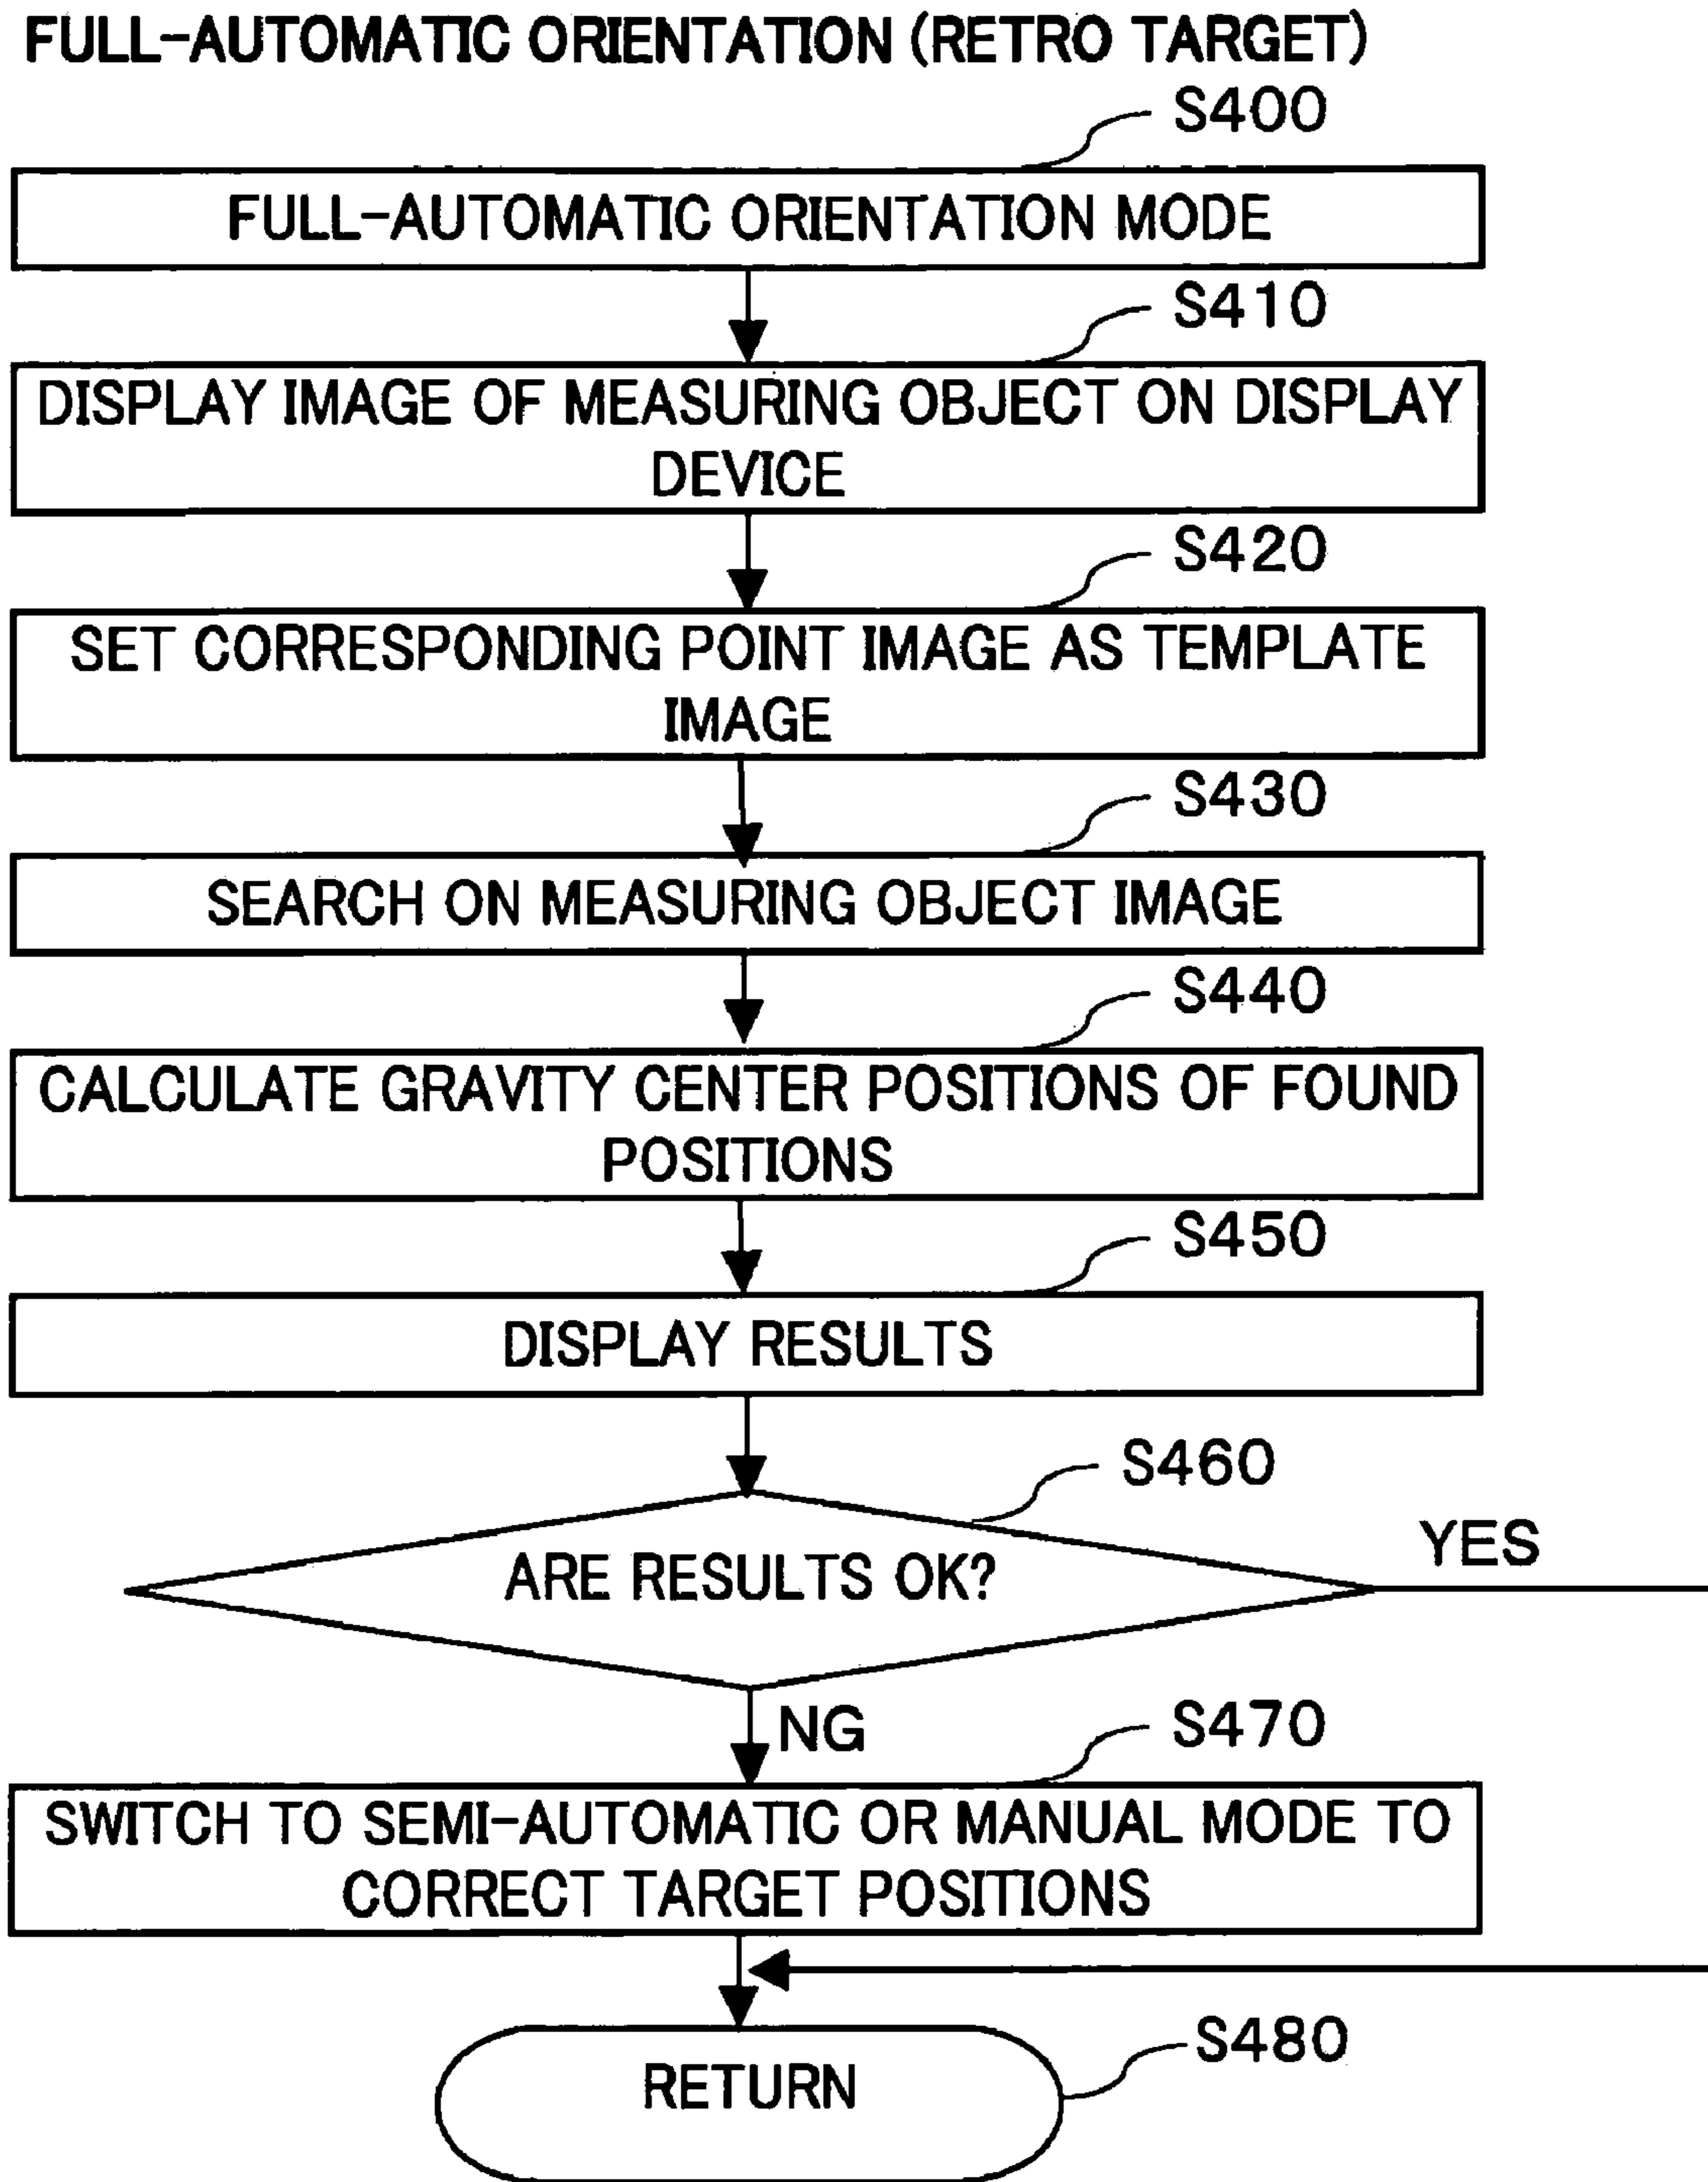 FULL-AUTOMATIC ORIENTATION (RETRO TARGET)
S400
FULL-AUTOMATIC ORIENTATION MODE
S410
DISPLAY IMAGE OF MEASURING OBJECT ON DISPLAY
DEVICE
S420
SET CORRESPONDING POINT IMAGE AS TEMPLATE
IMAGE
S430
SEARCH ON MEASURING OBJECT IMAGE
S440
CALCULATE GRAVITY CENTER POSITIONS OF FOUND
POSITIONS
S450
DISPLAY RESULTS
S460
ARE RESULTS OK?
YES
NG
S470
SWITCH TO SEMI-AUTOMATIC OR MANUAL MODE TO
CORRECT TARGET POSITIONS
S480
RETURN